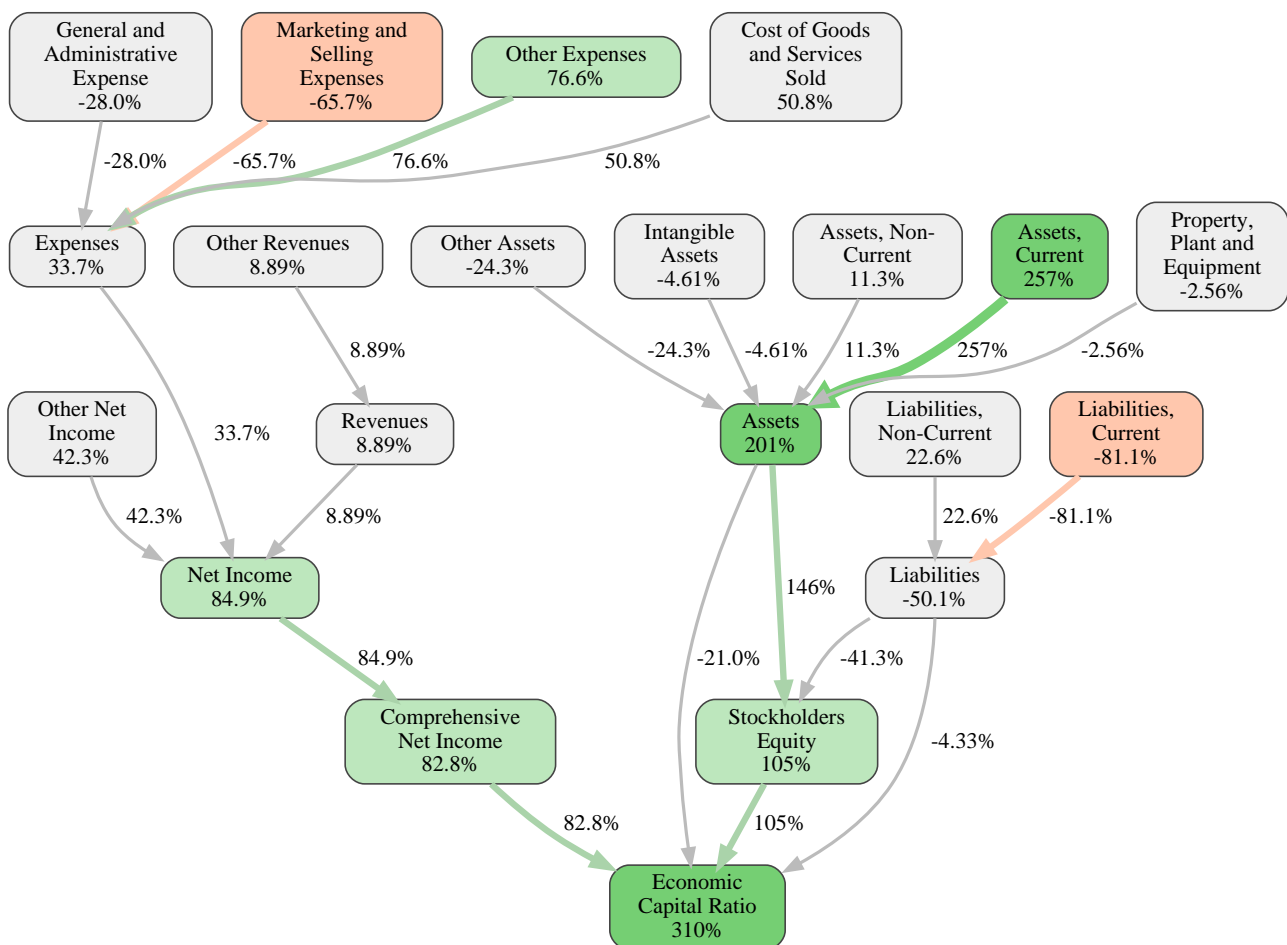 General and
Administrative
Expense
-28.0%
Marketing and
Selling
Expenses
-65.7%
Other Expenses
76.6%
Cost of Goods
and Services
Sold
50.8%
-28.0%
-65.7%
76.6%
50.8%
Expenses
33.7%
Other Revenues
8.89%
Other Assets
-24.3%
Intangible
Assets
-4.61%
Assets, Non-
Current
11.3%
Assets,
Current
257%
Property,
Plant and
Equipment
-2.56%
8.89%
-24.3%
-4.61%
11.3%
257%
-2.56%
Other Net
Income
42.3%
33.7%
Revenues
8.89%
Assets
201%
Liabilities,
Non-Current
22.6%
Liabilities,
Current
-81.1%
42.3%
8.89%
22.6%
-81.1%
Net Income
84.9%
146%
Liabilities
-50.1%
84.9%
-21.0%
-41.3%
Comprehensive
Net Income
82.8%
Stockholders
Equity
105%
-4.33%
82.8%
105%
Economic
Capital Ratio
310%